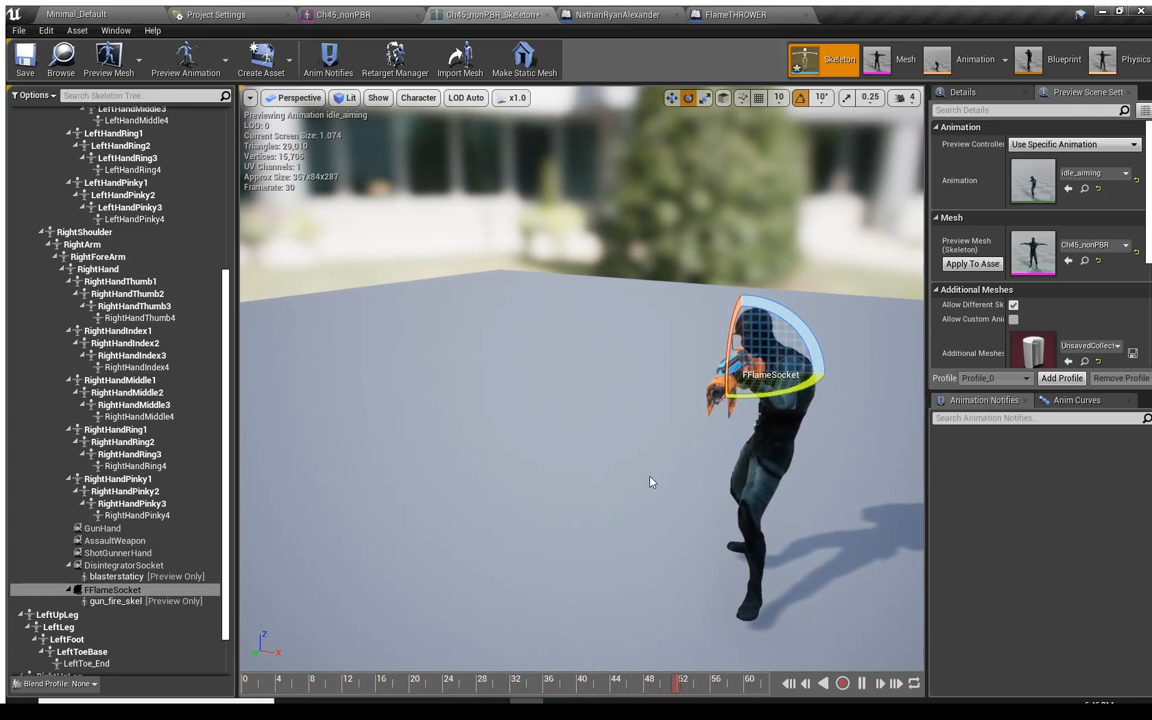 Minimal_Default
Project Settings
Ch45_nonPBR
Ch45_nonPBR_Skeleton*
NathanRyanAlexander
FlameTHROWER
File Edit Asset Window Help
Save
Browse
Preview Mesh
Preview Animation
Create Asset
Anim Notifies
Retarget Manager
Import Mesh
Make Static Mesh
Skeleton
Mesh
Animation
Blueprint
Physics
Options
Search Skeleton Tree...
LeftHandMiddle3
LeftHandMiddle4
LeftHandRing1
LeftHandRing2
LeftHandRing3
LeftHandRing4
LeftHandPinky1
LeftHandPinky2
LeftHandPinky3
LeftHandPinky4
RightShoulder
RightArm
RightForeArm
RightHand
RightHandThumb1
RightHandThumb2
RightHandThumb3
RightHandThumb4
RightHandIndex1
RightHandIndex2
RightHandIndex3
RightHandIndex4
RightHandMiddle1
RightHandMiddle2
RightHandMiddle3
RightHandMiddle4
RightHandRing1
RightHandRing2
RightHandRing3
RightHandRing4
RightHandPinky1
RightHandPinky2
RightHandPinky3
RightHandPinky4
GunHand
AssaultWeapon
ShotGunnerHand
DisintegratorSocket
blasterstaticy [Preview Only]
FFlameSocket
gun_fire_skel [Preview Only]
LeftUpLeg
LeftLeg
LeftFoot
LeftToeBase
LeftToe_End
Blend Profile: None
Perspective Lit Show Character LOD Auto x1.0
10 10° 0.25 4
Previewing Animation idle_aiming
LOD: 0
Current Screen Size: 1.074
Triangles: 29,010
Vertices: 15,706
UV Channels: 1
Approx Size: 357x84x287
Framerate: 30
FFlameSocket
Z
X
0 4 8 12 16 20 24 28 32 36 40 44 48 52 56 60
Details
Preview Scene Sett
Search Details
Animation
Preview Controller
Use Specific Animation
Animation
idle_aiming
Mesh
Preview Mesh
(Skeleton)
Ch45_nonPBR
Apply To Asse
Additional Meshes
Allow Different Sk
Allow Custom Ani
Additional Meshes
UnsavedCollect
Profile Profile_0 Add Profile Remove Profile
Animation Notifies
Anim Curves
Search Animation Notifies...